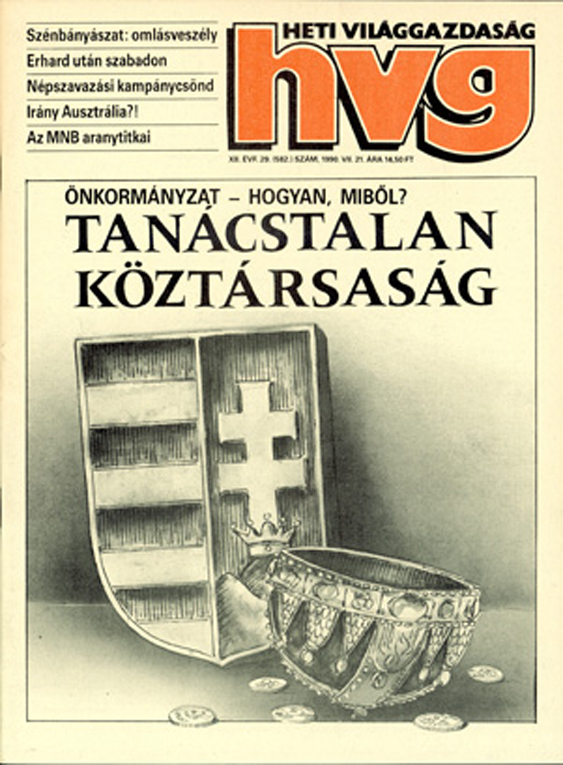 Szénbányászat: omlásveszély
Erhard után szabadon
Népszavazási kampánycsönd
Irány Ausztrália?!
Az MNB aranytitkai
HETI VILÁGGAZDASÁG
hvg
XII. ÉVF. 29. (582.) SZÁM, 1990. VII. 21. ÁRA 14,50 FT
ÖNKORMÁNYZAT – HOGYAN, MIBŐL?
TANÁCSTALAN
KÖZTÁRSASÁG